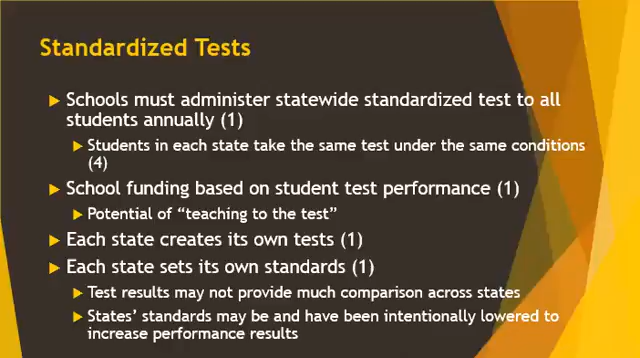 Standardized Tests
Schools must administer statewide standardized test to all
students annually (1)
Students in each state take the same test under the same conditions
(4)
School funding based on student test performance (1)
Potential of “teaching to the test”
Each state creates its own tests (1)
Each state sets its own standards (1)
Test results may not provide much comparison across states
States’ standards may be and have been intentionally lowered to
increase performance results